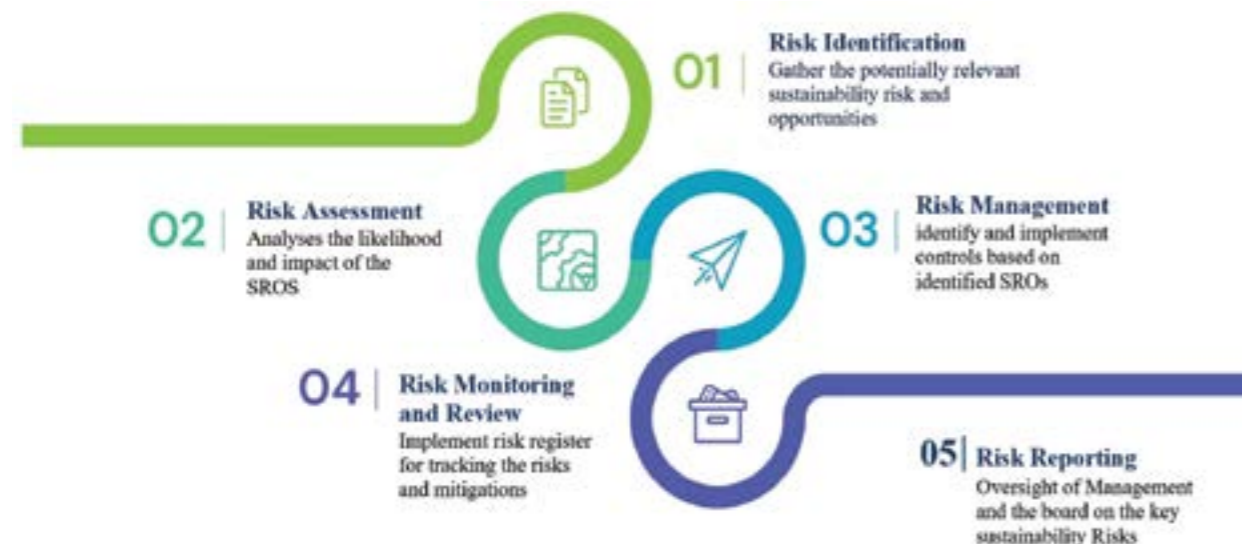 01
Risk Identification
Gather the potentially relevant
sustainability risk and
opportunities
02
Risk Assessment
Analyses the likelihood
and impact of the
SROS
03
Risk Management
identify and implement
controls based on
identified SROs
04
Risk Monitoring
and Review
Implement risk register
for tracking the risks
and mitigations
05
Risk Reporting
Oversight of Management
and the board on the key
sustainability Risks